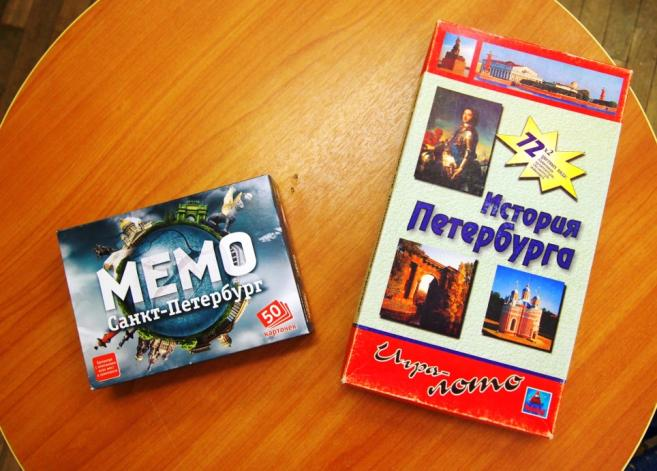 МЕМО
Санкт-Петербург
50
карточек
72
История
Петербурга
Игра-
лото